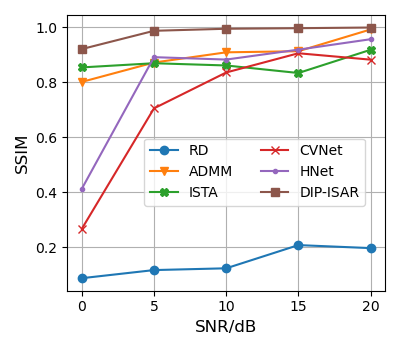 1.0
0.8
0.6
0.4
0.2
SSIM
RD
ADMM
ISTA
CVNet
HNet
DIP-ISAR
0 5 10 15 20
SNR/dB